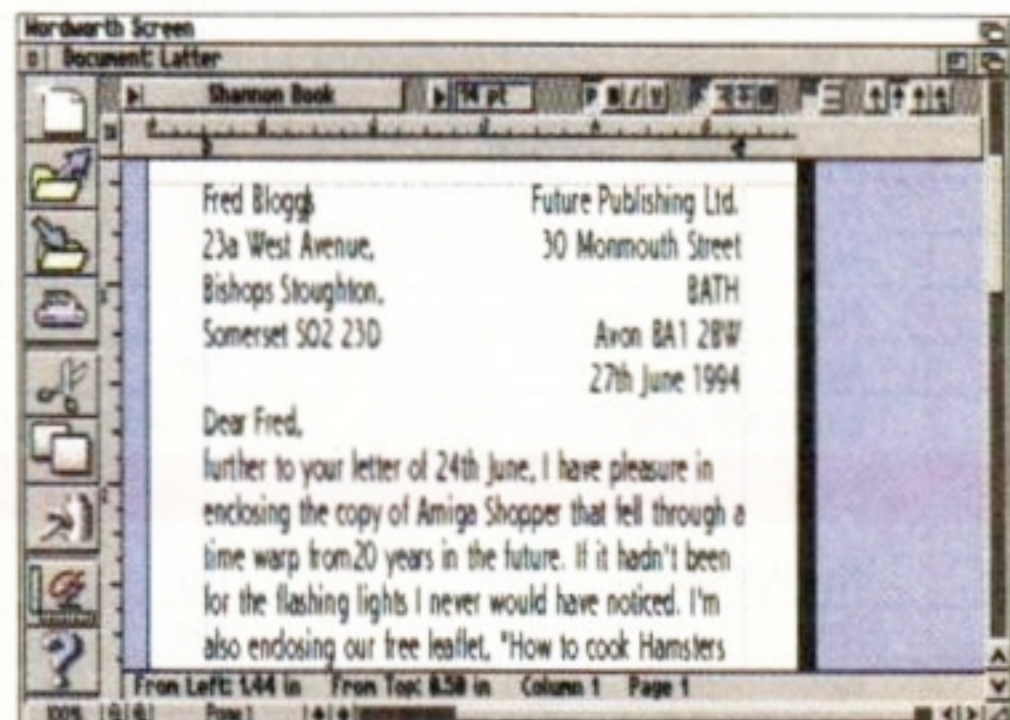 Wordworth Screen
Document: Latter
Shannon Book 14 pt P B I U
Fred Bloggs
23a West Avenue,
Bishops Stoughton,
Somerset SO2 23D
Future Publishing Ltd.
30 Monmouth Street
BATH
Avon BA1 2BW
27th June 1994
Dear Fred,
further to your letter of 24th June, I have pleasure in
enclosing the copy of Amiga Shopper that fell through a
time warp from20 years in the future. If it hadn't been
for the flashing lights I never would have noticed. I'm
also enclosing our free leaflet, "How to cook Hamsters
From Left: 1.44 in From Top: 8.50 in Column 1 Page 1
100% Page 1